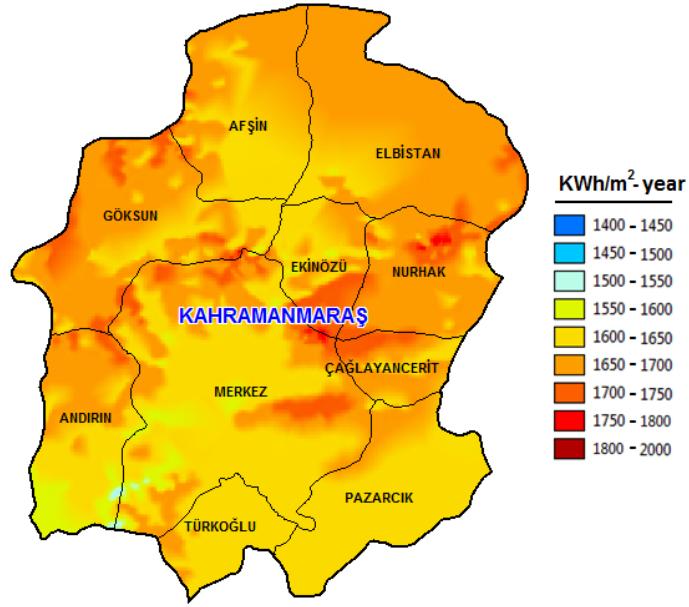 AFŞİN
ELBİSTAN
GÖKSUN
EKİNÖZÜ
NURHAK
KAHRAMANMARAŞ
ÇAĞLAYANCERİT
MERKEZ
ANDIRIN
PAZARCIK
TÜRKOĞLU
KWh/m²- year
1400 - 1450
1450 - 1500
1500 - 1550
1550 - 1600
1600 - 1650
1650 - 1700
1700 - 1750
1750 - 1800
1800 - 2000